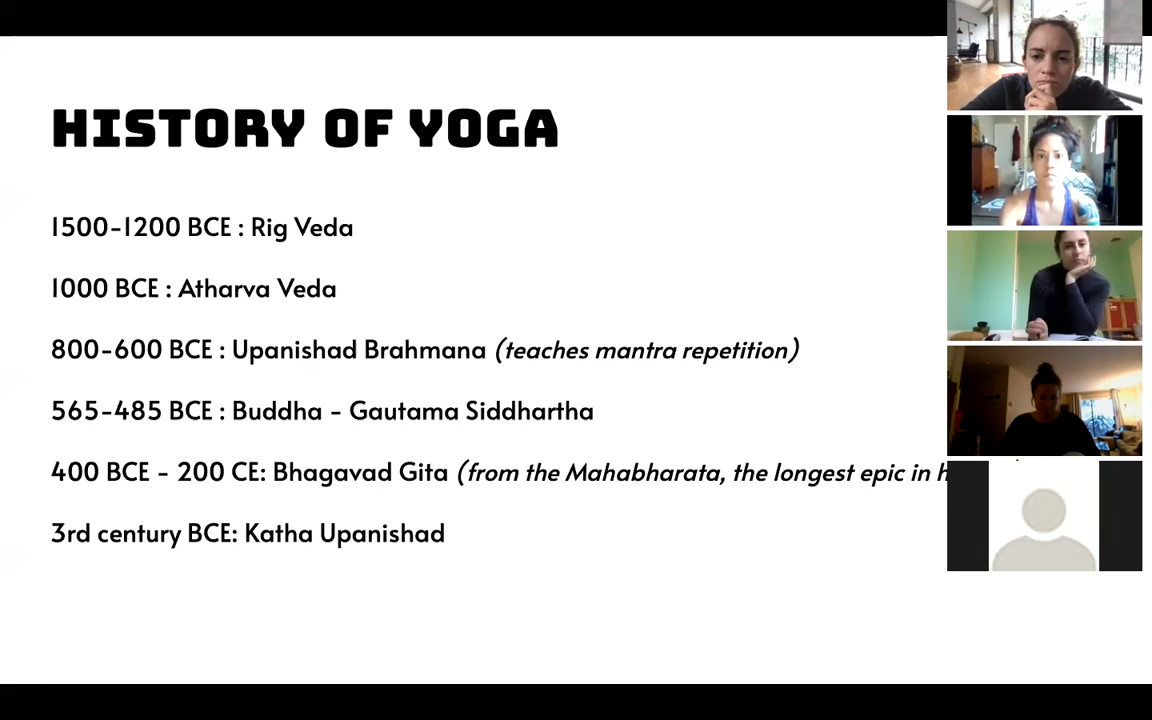 HISTORY OF YOGA
1500-1200 BCE : Rig Veda
1000 BCE : Atharva Veda
800-600 BCE : Upanishad Brahmana (teaches mantra repetition)
565-485 BCE : Buddha - Gautama Siddhartha
400 BCE - 200 CE: Bhagavad Gita (from the Mahabharata, the longest epic in
3rd century BCE: Katha Upanishad